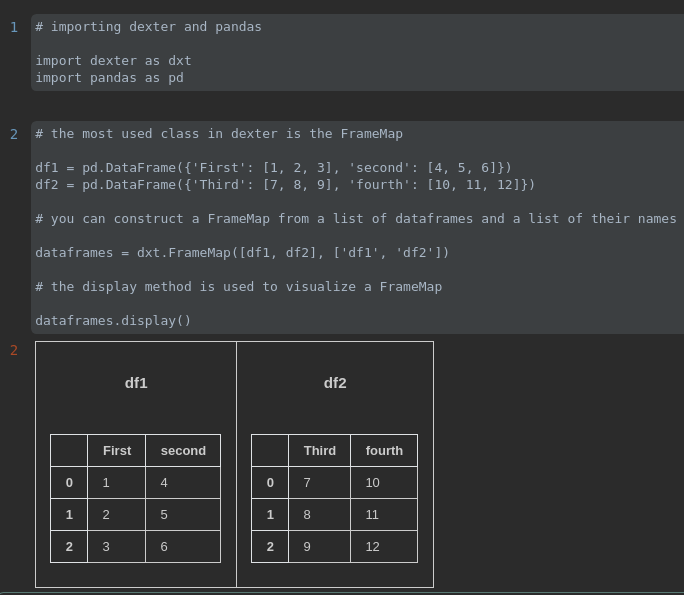 1
# importing dexter and pandas
import dexter as dxt
import pandas as pd
2
# the most used class in dexter is the FrameMap
df1 = pd.DataFrame({'First': [1, 2, 3], 'second': [4, 5, 6]})
df2 = pd.DataFrame({'Third': [7, 8, 9], 'fourth': [10, 11, 12]})
# you can construct a FrameMap from a list of dataframes and a list of their names
dataframes = dxt.FrameMap([df1, df2], ['df1', 'df2'])
# the display method is used to visualize a FrameMap
dataframes.display()
2
df1 df2
First second Third fourth
0 1 4 0 7 10
1 2 5 1 8 11
2 3 6 2 9 12